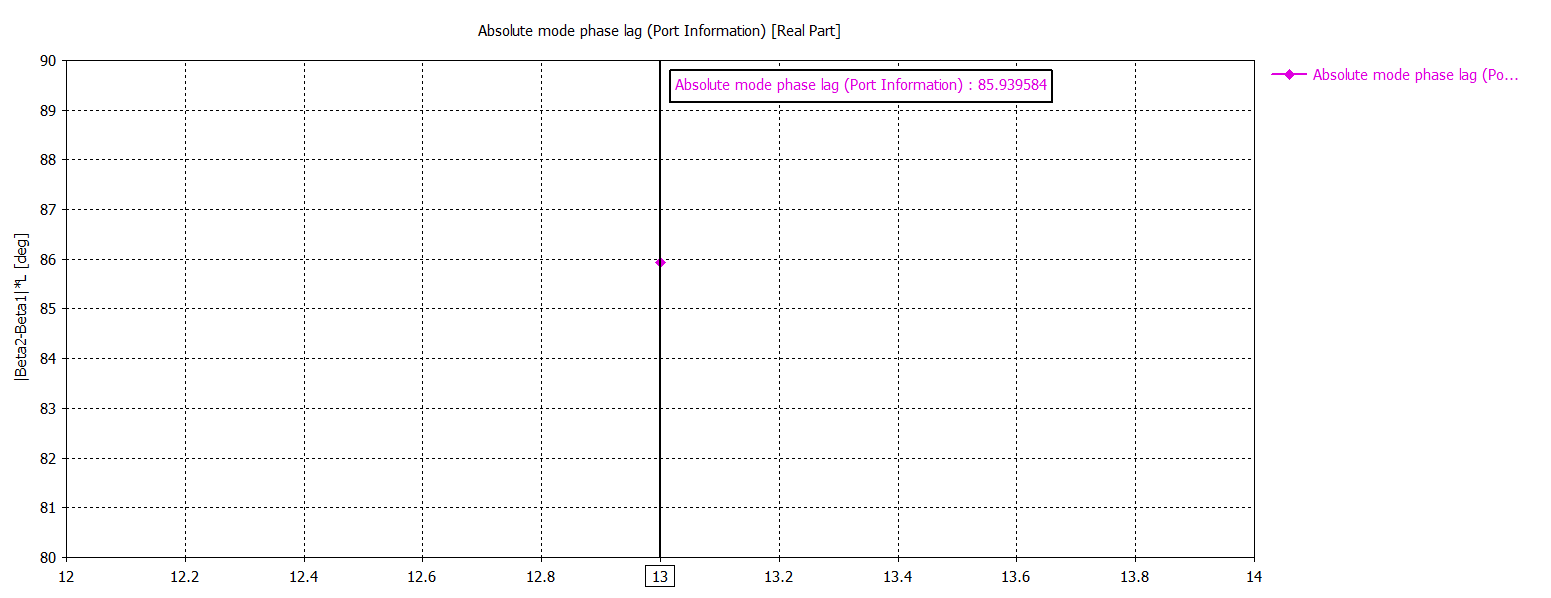 Absolute mode phase lag (Port Information) [Real Part]
Absolute mode phase lag (Port Information) : 85.939584
Absolute mode phase lag (Po...
|Beta2-Beta1|*L [deg]
90
89
88
87
86
85
84
83
82
81
80
12 12.2 12.4 12.6 12.8 13 13.2 13.4 13.6 13.8 14